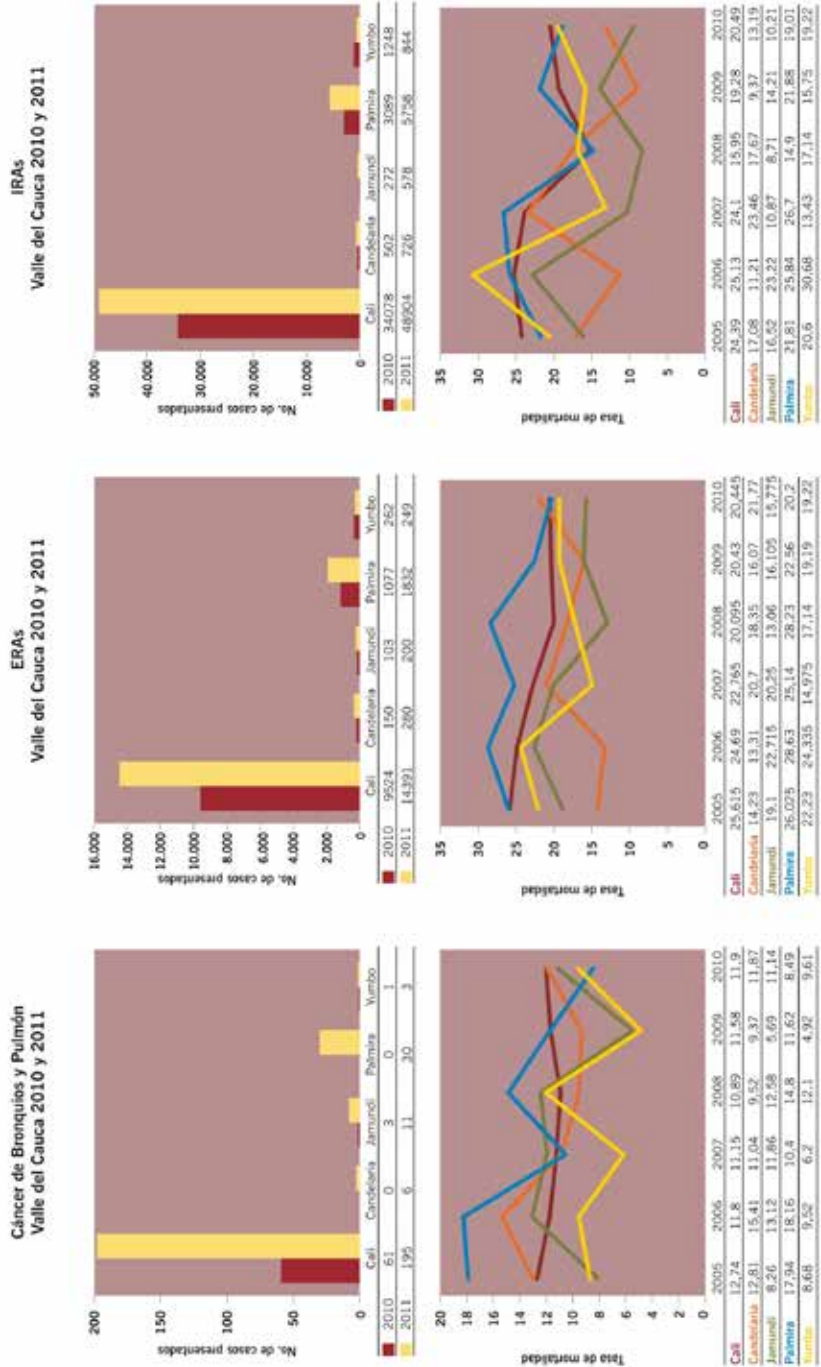 Cáncer de Bronquios y Pulmón
Valle del Cauca 2010 y 2011
No. de casos presentados
200
150
100
50
0
Cali Candelaria Jamundí Palmira Yumbo
2010 61 0 3 0 1
2011 195 6 11 30 3
Tasa de mortalidad
20
18
16
14
12
10
8
6
4
2
0
2005 2006 2007 2008 2009 2010
Cali 12,74 11,8 11,15 10,89 11,58 11,9
Candelaria 12,81 15,41 11,04 9,52 9,37 11,87
Jamundí 8,26 13,12 11,86 12,58 5,69 11,14
Palmira 17,94 18,16 10,4 14,8 11,62 8,49
Yumbo 8,68 9,52 6,2 12,1 4,92 9,61
ERAs
Valle del Cauca 2010 y 2011
No. de casos presentados
16.000
14.000
12.000
10.000
8.000
6.000
4.000
2.000
0
Cali Candelaria Jamundí Palmira Yumbo
2010 9524 150 103 1077 262
2011 14391 260 200 1832 249
Tasa de mortalidad
35
30
25
20
15
10
5
0
2005 2006 2007 2008 2009 2010
Cali 25,615 24,69 22,765 20,095 20,43 20,445
Candelaria 14,23 13,31 20,7 18,35 16,07 21,77
Jamundí 19,1 22,715 20,25 13,06 16,105 15,775
Palmira 26,025 28,63 25,14 28,23 22,56 20,2
Yumbo 22,23 24,335 14,975 17,14 19,19 19,22
IRAs
Valle del Cauca 2010 y 2011
No. de casos presentados
50.000
40.000
30.000
20.000
10.000
0
Cali Candelaria Jamundí Palmira Yumbo
2010 34078 502 272 3089 1248
2011 48904 726 578 5758 844
Tasa de mortalidad
35
30
25
20
15
10
5
0
2005 2006 2007 2008 2009 2010
Cali 24,39 25,13 24,1 15,95 19,28 20,49
Candelaria 17,08 11,21 23,46 17,67 9,37 13,19
Jamundí 16,52 23,22 10,87 8,71 14,21 10,21
Palmira 21,81 25,84 26,7 14,9 21,88 19,01
Yumbo 20,6 30,68 13,43 17,14 15,75 19,22